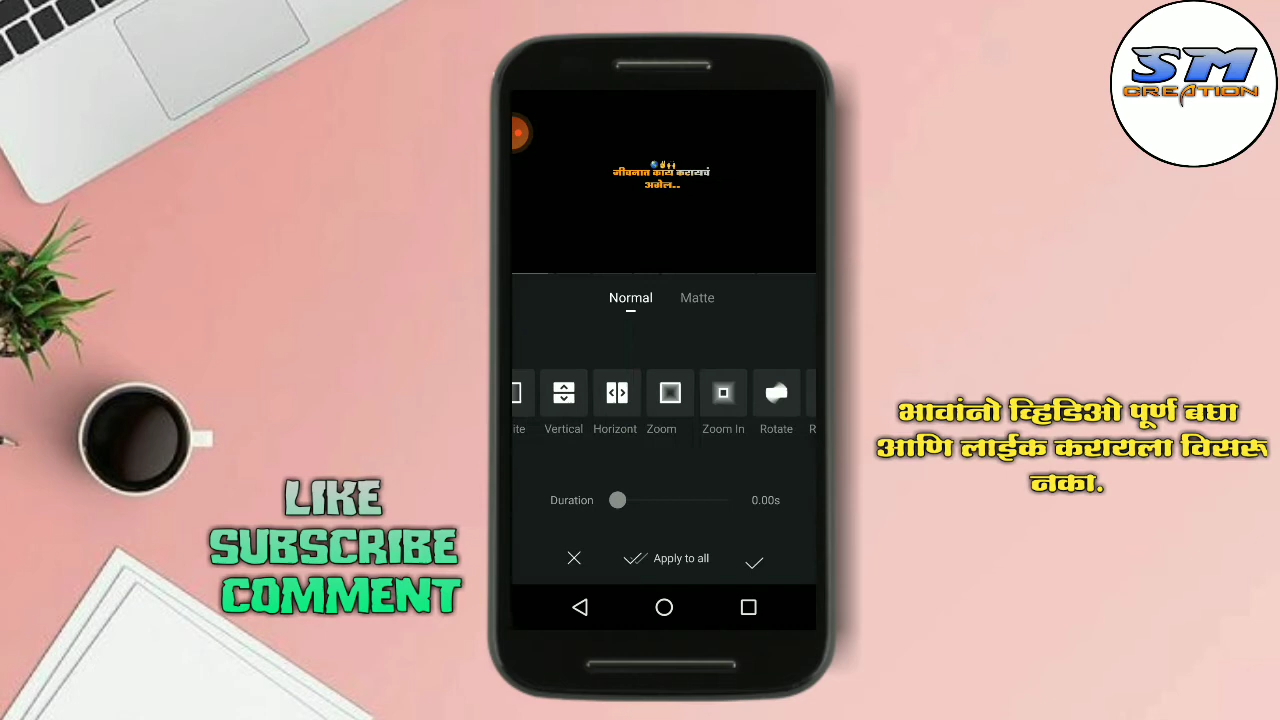 SM
CREATION
जीवनात काय करायचं
असेल..
Normal Matte
ite Vertical Horizont Zoom Zoom In Rotate R
Duration 0.00s
Apply to all
भावांनो व्हिडिओ पूर्ण बघा
आणि लाईक करायला विसरू
नका.
LIKE
SUBSCRIBE
COMMENT